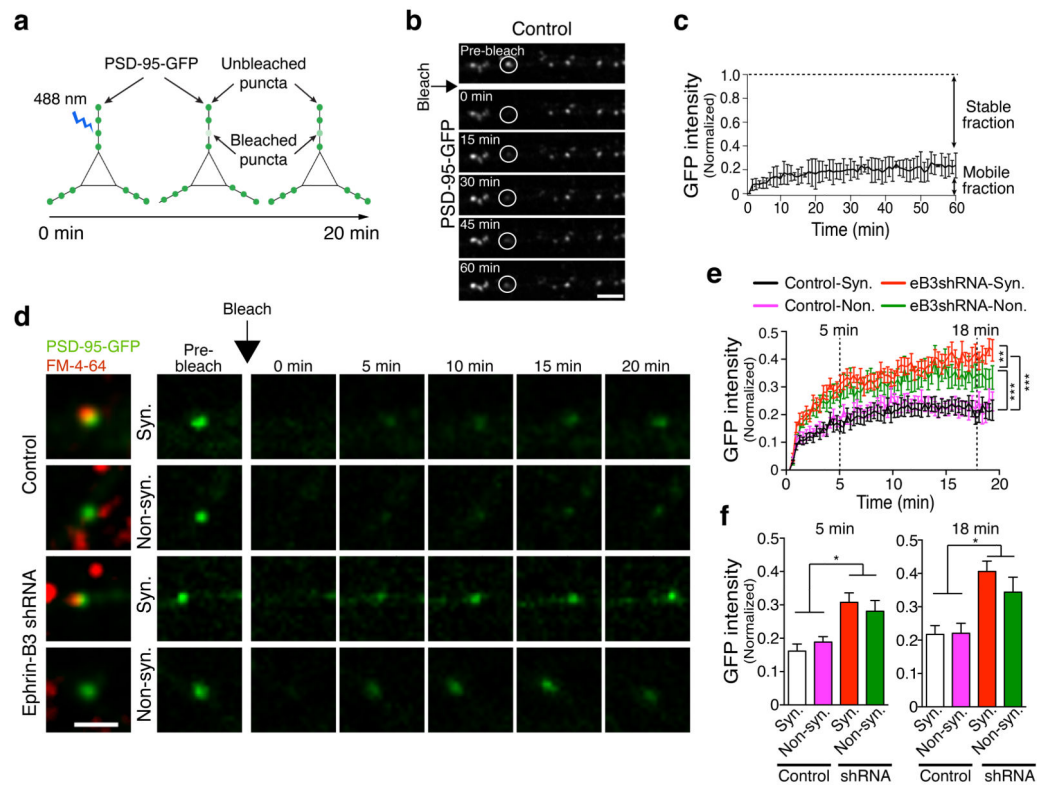 a
PSD-95-GFP
Unbleached
puncta
488 nm
Bleached
puncta
0 min
20 min
b
Control
Bleach
PSD-95-GFP
Pre-bleach
0 min
15 min
30 min
45 min
60 min
c
GFP intensity
(Normalized)
1.0
0.8
0.6
0.4
0.2
0
Stable
fraction
Mobile
fraction
0 10 20 30 40 50 60
Time (min)
d
Bleach
PSD-95-GFP
FM-4-64
Pre-
bleach
0 min
5 min
10 min
15 min
20 min
Control
Syn.
Non-syn.
Ephrin-B3 shRNA
Syn.
Non-syn.
e
Control-Syn.
eB3shRNA-Syn.
Control-Non.
eB3shRNA-Non.
5 min
18 min
GFP intensity
(Normalized)
0.5
0.4
0.3
0.2
0.1
0
**
***
***
0 5 10 15 20
Time (min)
f
5 min
18 min
GFP intensity
(Normalized)
0.5
0.4
0.3
0.2
0.1
0
*
Syn.
Non-syn.
Syn.
Non-syn.
Control
shRNA
0.5
0.4
0.3
0.2
0.1
0
*
Syn.
Non-syn.
Syn.
Non-syn.
Control
shRNA